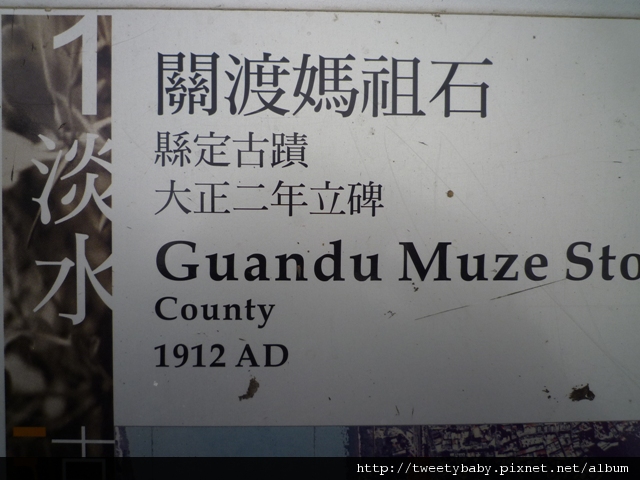 1
淡水
古
關渡媽祖石
縣定古蹟
大正二年立碑
Guandu Muze Sto
County
1912 AD
http://tweetybaby.pixnet.net/album